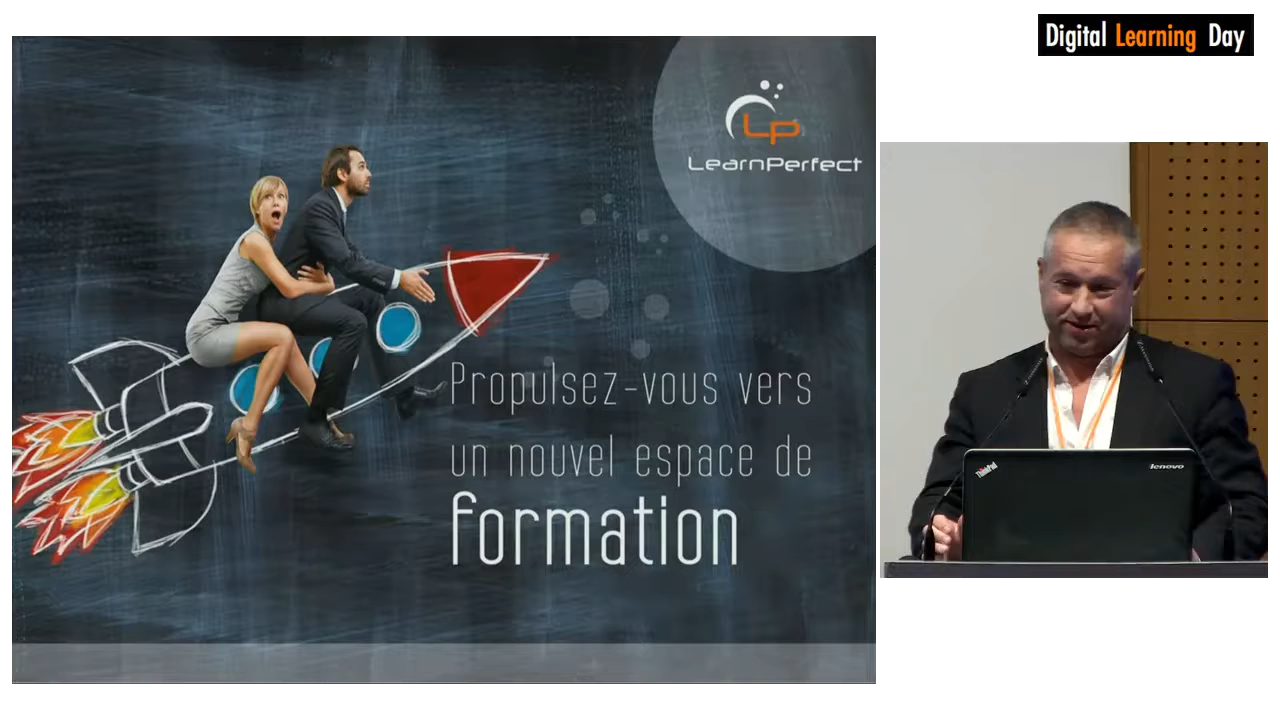 Digital Learning Day
Lp
LearnPerfect
Propulsez-vous vers
un nouvel espace de
formation
ThinkPad
lenovo